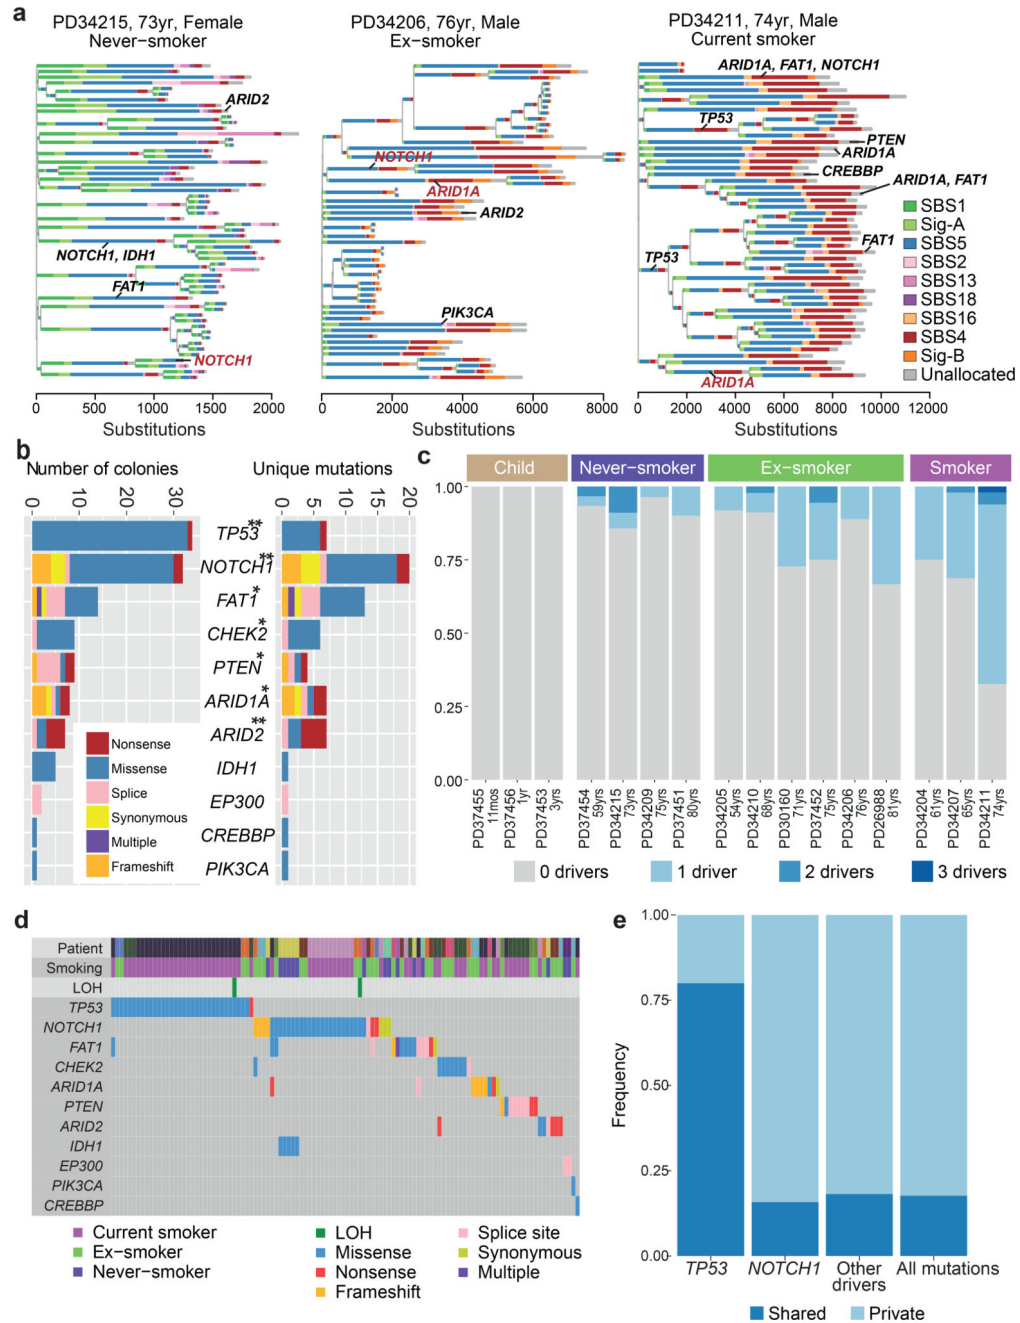 a
PD34215, 73yr, Female
Never−smoker
PD34206, 76yr, Male
Ex−smoker
PD34211, 74yr, Male
Current smoker
ARID2
NOTCH1, IDH1
FAT1
NOTCH1
NOTCH1
ARID1A
ARID2
PIK3CA
ARID1A, FAT1, NOTCH1
TP53
PTEN
ARID1A
CREBBP
ARID1A, FAT1
FAT1
TP53
ARID1A
SBS1
Sig−A
SBS5
SBS2
SBS13
SBS18
SBS16
SBS4
Sig−B
Unallocated
0 500 1000 1500 2000
Substitutions
0 2000 4000 6000 8000
Substitutions
0 2000 4000 6000 8000 10000 12000
Substitutions
b
Number of colonies
Unique mutations
0 10 20 30
0 5 10 15 20
TP53**
NOTCH1**
FAT1*
CHEK2*
PTEN*
ARID1A*
ARID2**
IDH1
EP300
CREBBP
PIK3CA
Nonsense
Missense
Splice
Synonymous
Multiple
Frameshift
c
Child
Never−smoker
Ex−smoker
Smoker
1.00
0.75
0.50
0.25
0.00
PD37455 11mos
PD37456 1yr
PD37453 3yrs
PD37454 59yrs
PD34215 73yrs
PD34209 75yrs
PD37451 80yrs
PD34205 54yrs
PD34210 68yrs
PD30160 71yrs
PD37452 75yrs
PD34206 76yrs
PD26988 81yrs
PD34204 61yrs
PD34207 65yrs
PD34211 74yrs
0 drivers
1 driver
2 drivers
3 drivers
d
Patient
Smoking
LOH
TP53
NOTCH1
FAT1
CHEK2
ARID1A
PTEN
ARID2
IDH1
EP300
PIK3CA
CREBBP
Current smoker
Ex−smoker
Never−smoker
LOH
Missense
Nonsense
Frameshift
Splice site
Synonymous
Multiple
e
Frequency
1.00
0.75
0.50
0.25
0.00
TP53
NOTCH1
Other drivers
All mutations
Shared
Private